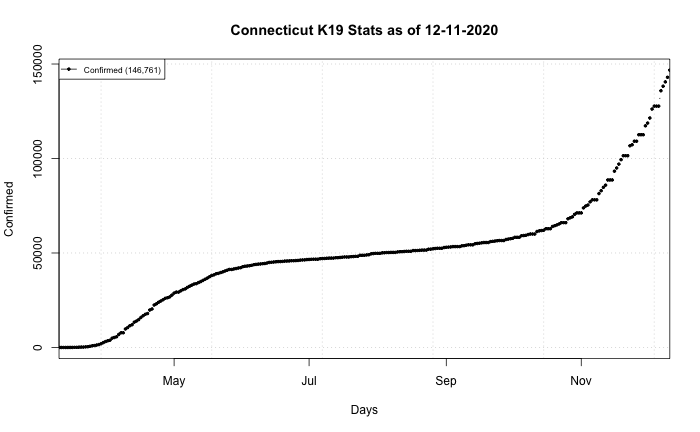 Connecticut K19 Stats as of 12-11-2020
Confirmed (146,761)
150000
100000
50000
0
Confirmed
May Jul Sep Nov
Days